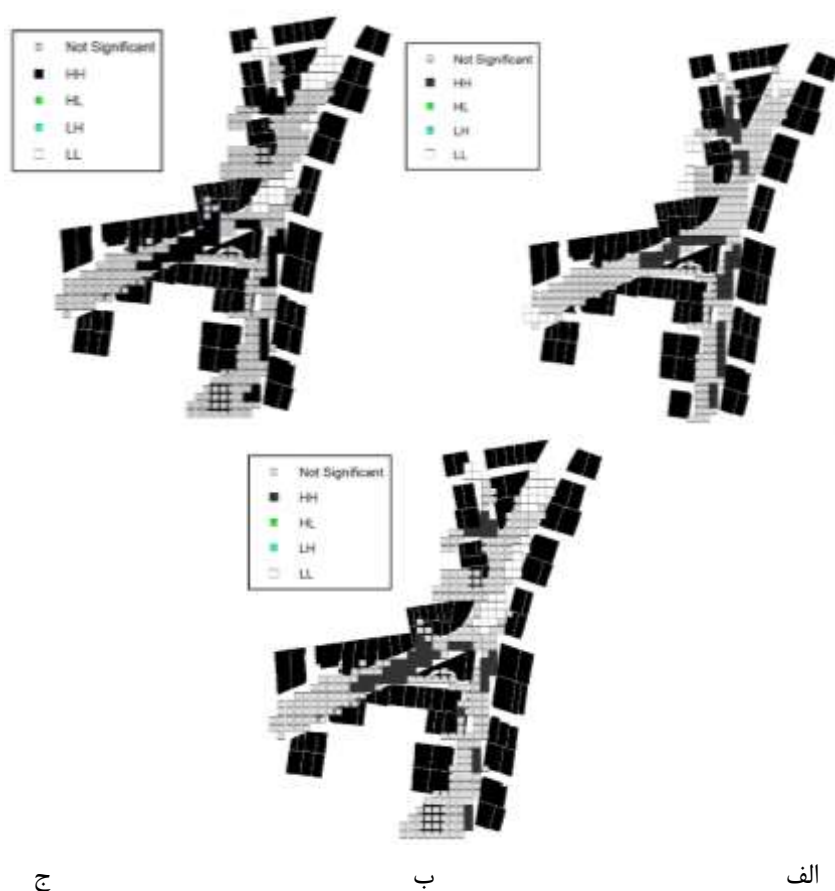 Not Significant
HH
HL
LH
LL
Not Significant
HH
HL
LH
LL
Not Significant
HH
HL
LH
LL
الف ب ج